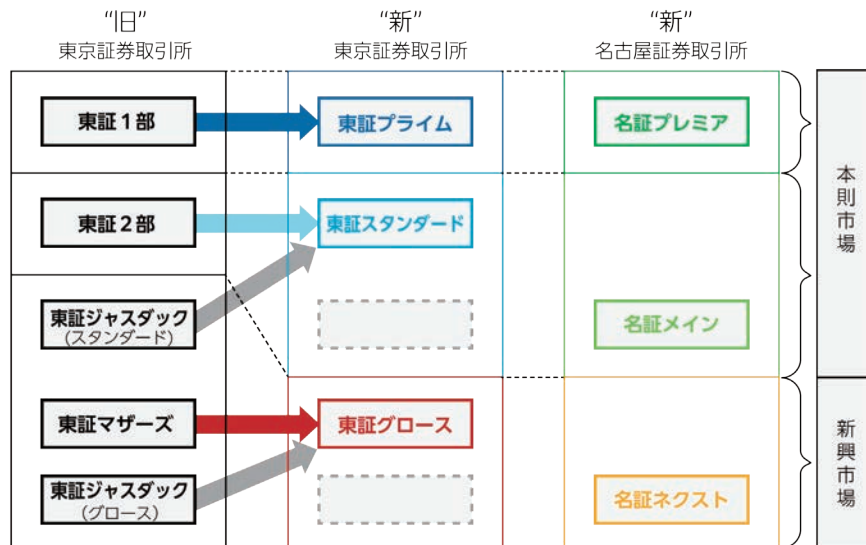 “旧”
東京証券取引所
“新”
東京証券取引所
“新”
名古屋証券取引所
東証1部
東証プライム
名証プレミア
東証2部
東証スタンダード
東証ジャスダック
(スタンダード)
名証メイン
本則市場
東証マザーズ
東証グロース
東証ジャスダック
(グロース)
名証ネクスト
新興市場